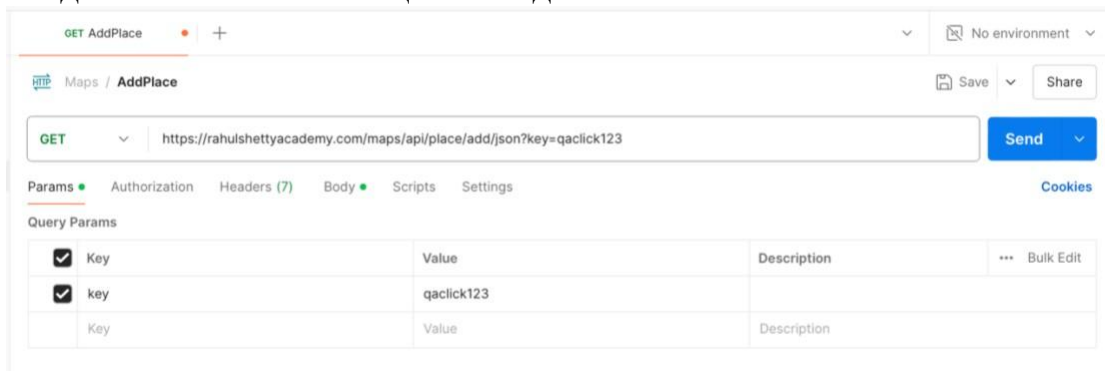 GET AddPlace
No environment
HTTP Maps / AddPlace
Save
Share
GET https://rahulshettyacademy.com/maps/api/place/add/json?key=qaclick123
Send
Params Authorization Headers (7) Body Scripts Settings
Cookies
Query Params
Key Value Description ••• Bulk Edit
key qaclick123
Key Value Description